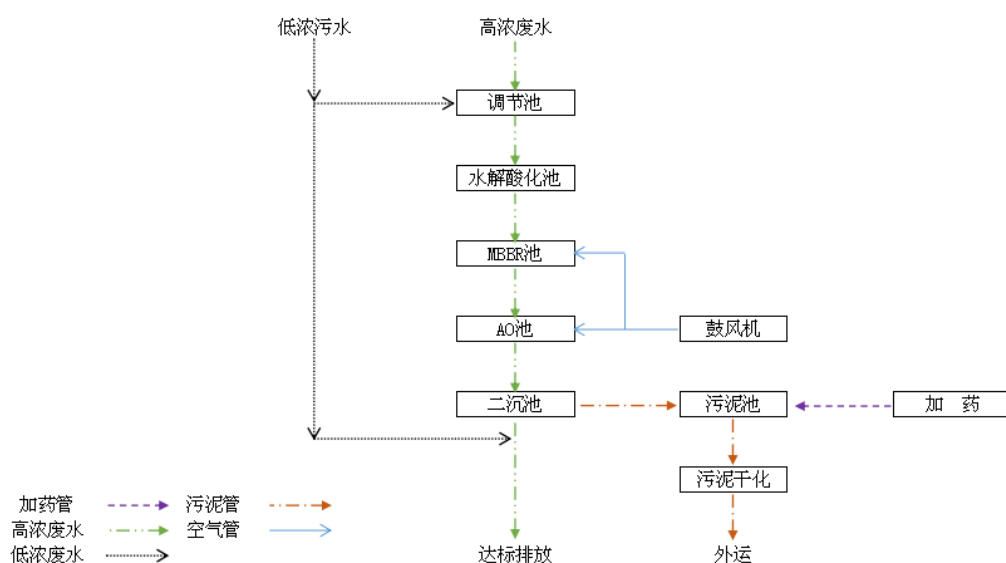 低浓污水
高浓废水
调节池
水解酸化池
MBBR池
AO池
鼓风机
二沉池
污泥池
加 药
污泥干化
加药管
污泥管
高浓废水
空气管
低浓废水
达标排放
外运